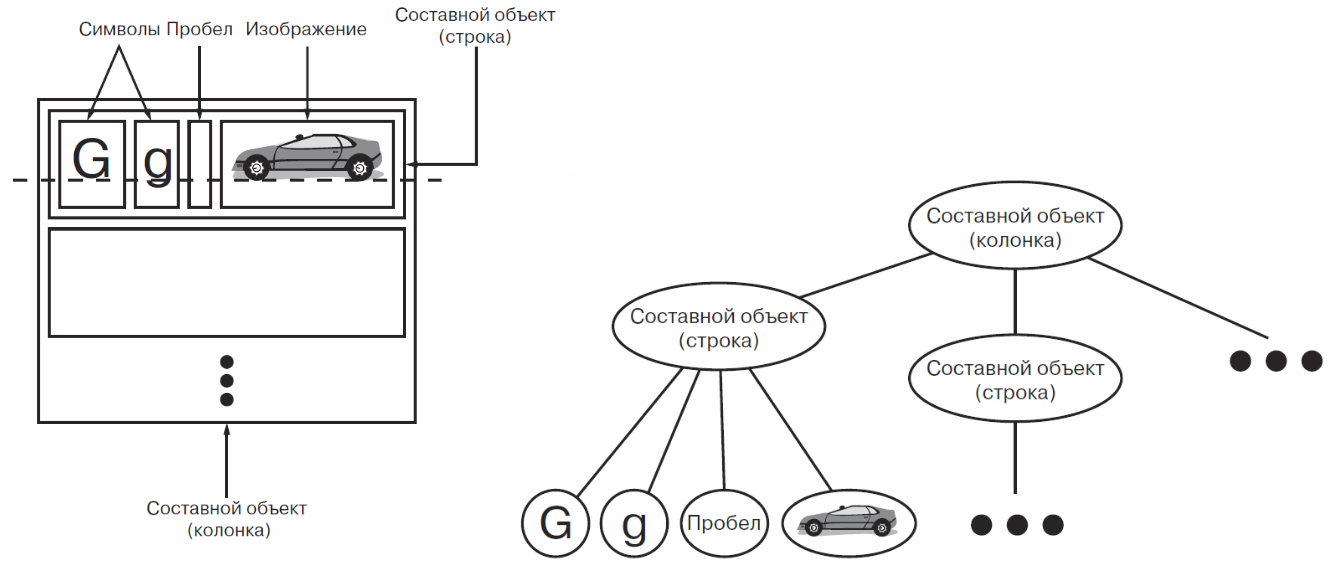 Символы Пробел Изображение
Составной объект
(строка)
G g
Составной объект
(колонка)
Составной объект
(колонка)
Составной объект
(строка)
Составной объект
(строка)
G g Пробел